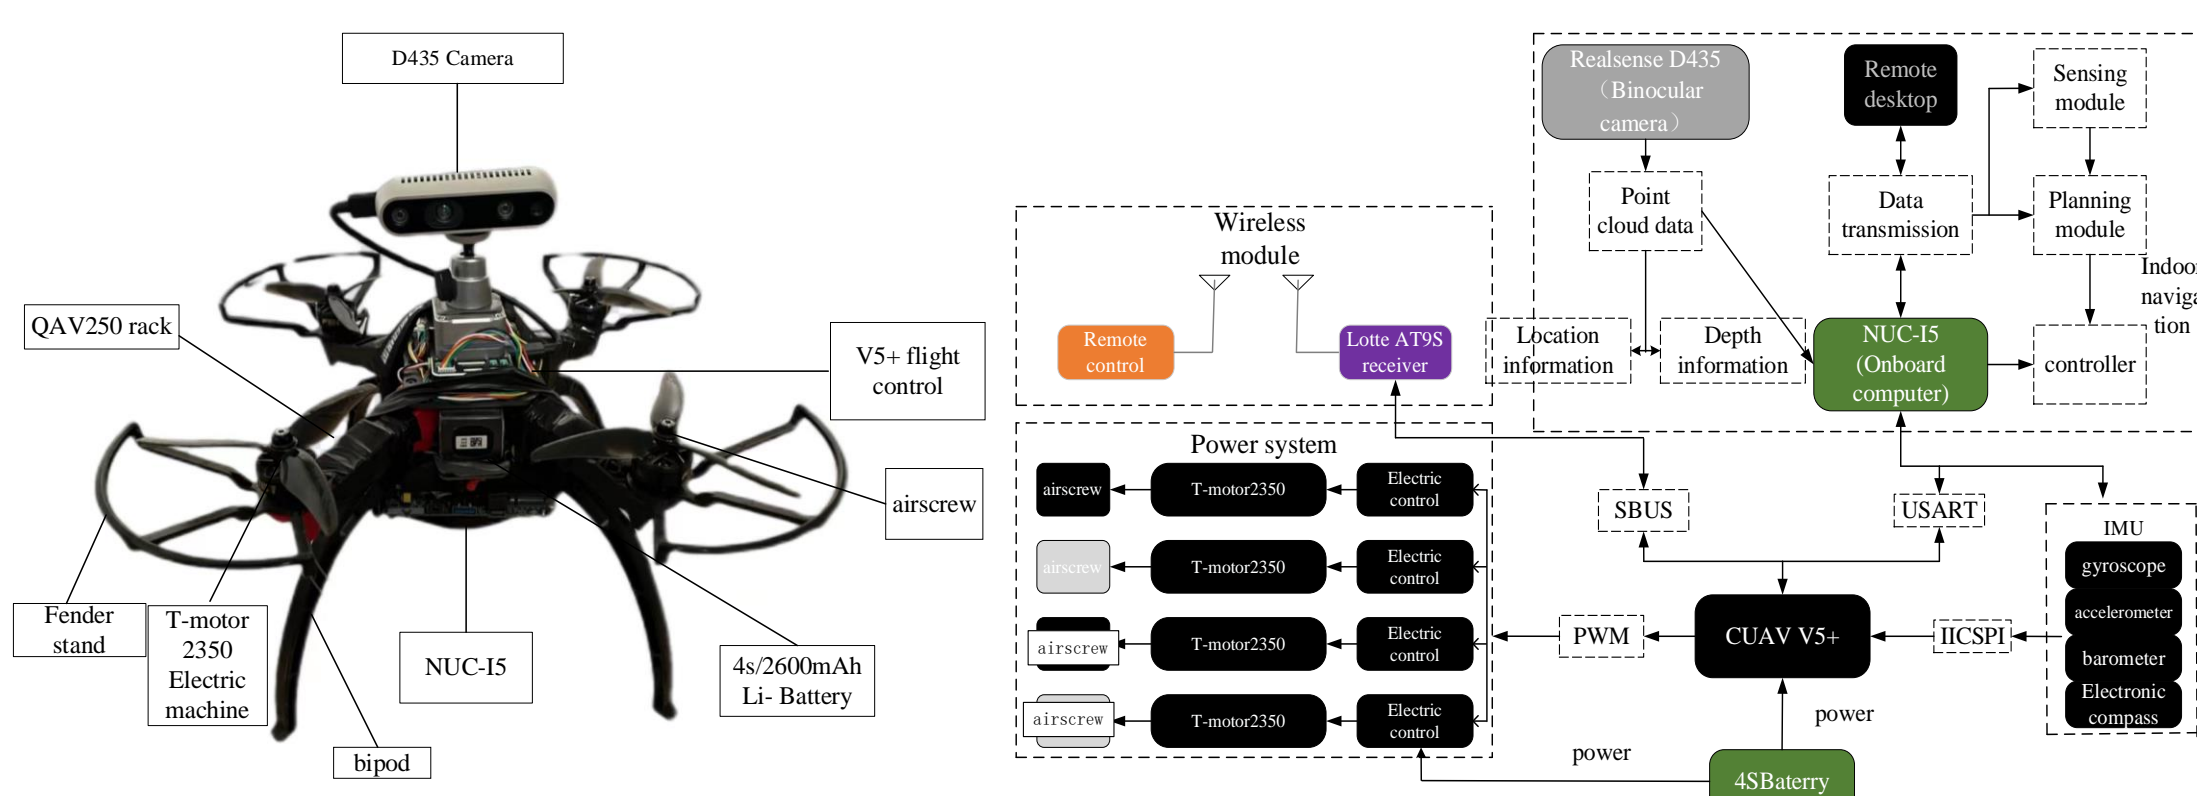 D435 Camera
QAV250 rack
V5+ flight
control
airscrew
Fender
stand
T-motor
2350
Electric
machine
NUC-I5
4s/2600mAh
Li- Battery
bipod
Realsense D435
（Binocular
camera）
Remote
desktop
Sensing
module
Point
cloud data
Data
transmission
Planning
module
Indoor
naviga
tion
Location
information
Depth
information
NUC-I5
(Onboard
computer)
controller
Wireless
module
Remote
control
Lotte AT9S
receiver
Power system
airscrew
T-motor2350
Electric
control
airscrew
T-motor2350
Electric
control
airscrew
T-motor2350
Electric
control
airscrew
T-motor2350
Electric
control
SBUS
USART
PWM
CUAV V5+
IICSPI
IMU
gyroscope
accelerometer
barometer
Electronic
compass
power
power
4SBaterry